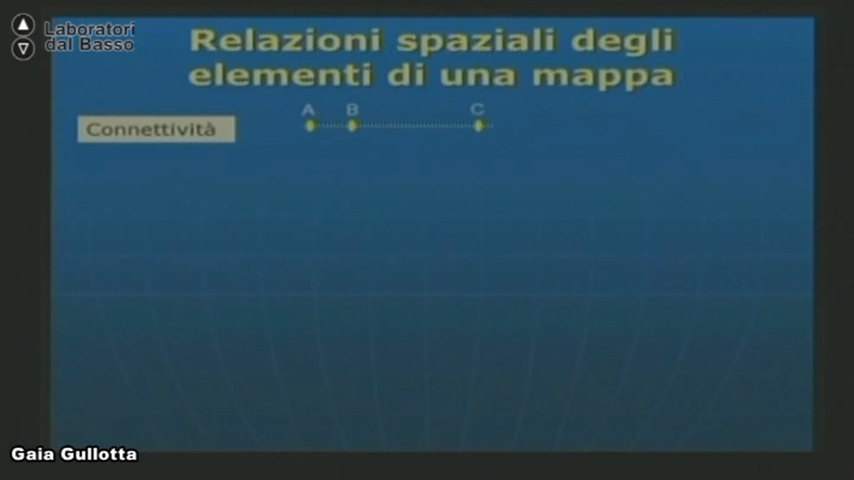 Laboratori
dal Basso
Relazioni spaziali degli
elementi di una mappa
A B C
Connettività
Gaia Gullotta